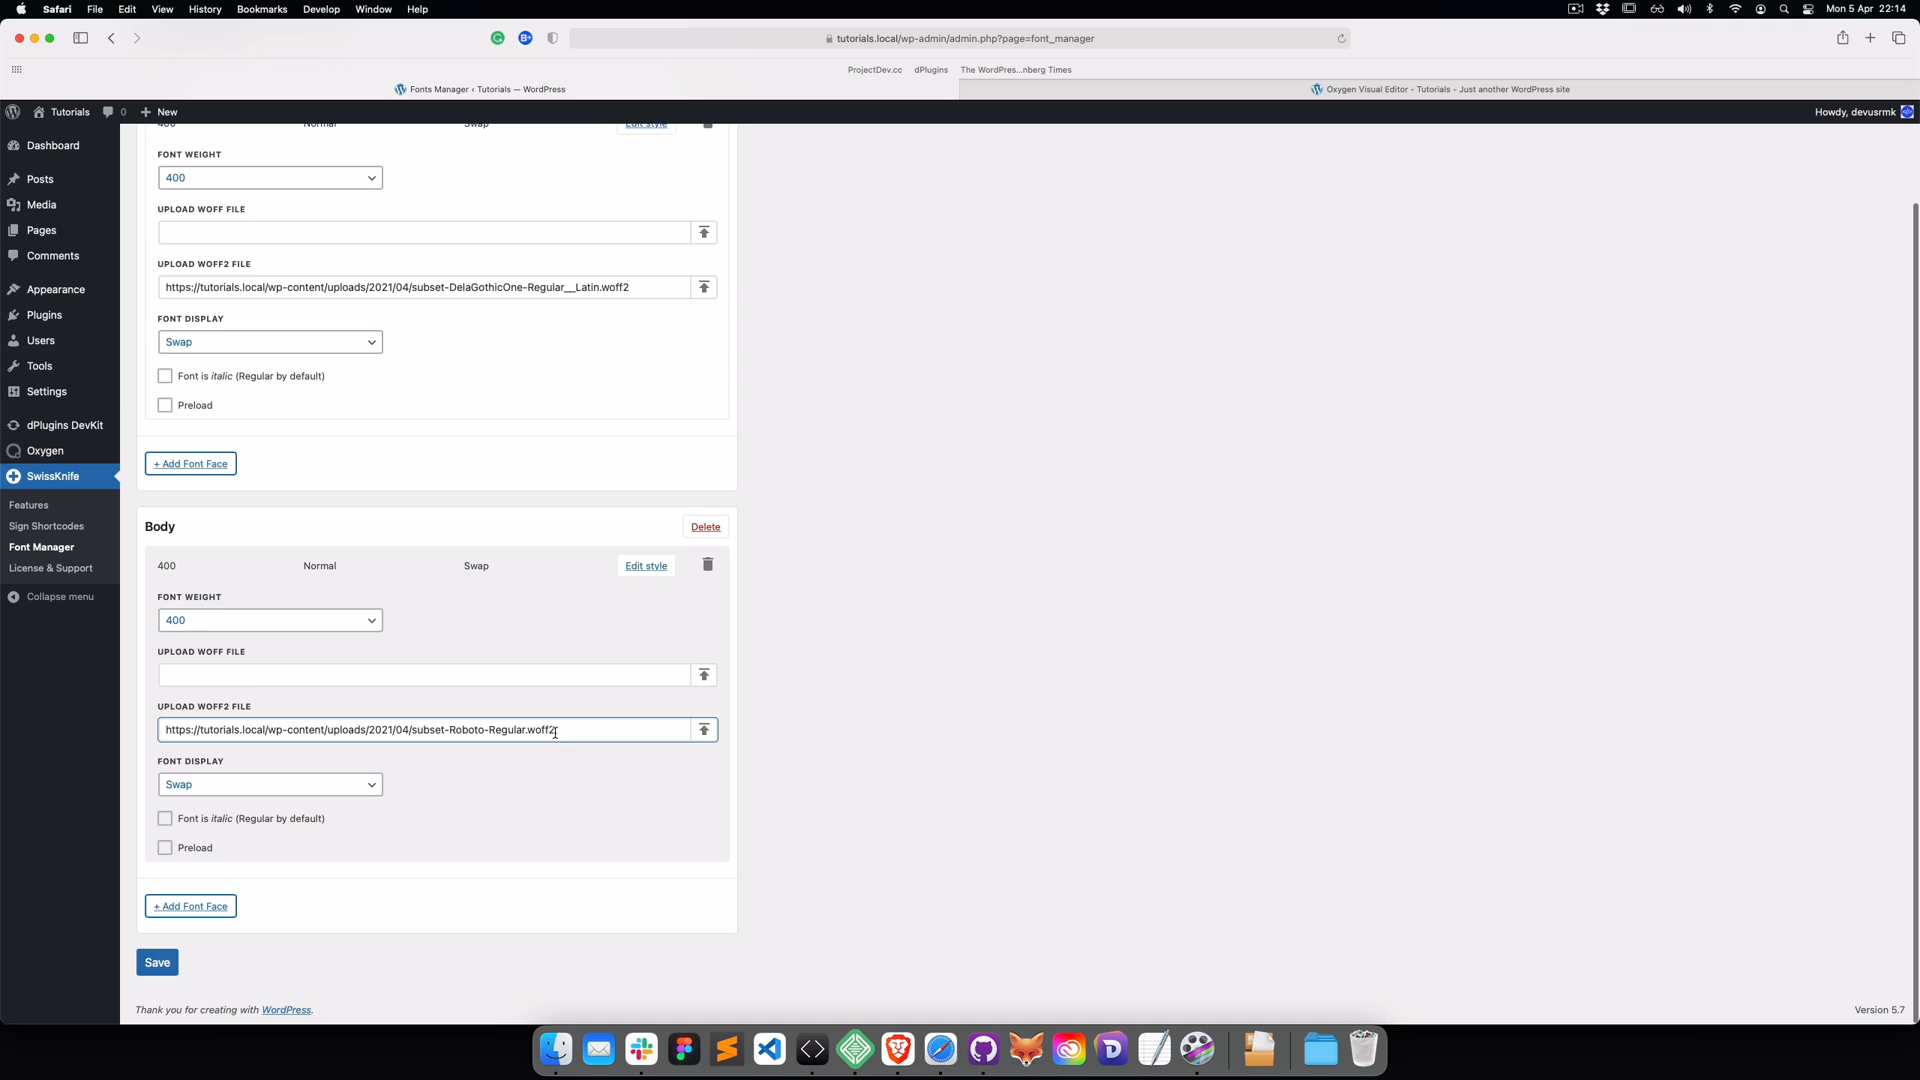 Safari File Edit View History Bookmarks Develop Window Help Mon 5 Apr 22:14
tutorials.local/wp-admin/admin.php?page=font_manager
ProjectDev.cc dPlugins The WordPres...nberg Times
Fonts Manager ‹ Tutorials — WordPress
Oxygen Visual Editor - Tutorials - Just another WordPress site
Tutorials 0 New Howdy, devusrmk
Dashboard
Posts
Media
Pages
Comments
Appearance
Plugins
Users
Tools
Settings
dPlugins DevKit
Oxygen
SwissKnife
Features
Sign Shortcodes
Font Manager
License & Support
Collapse menu
400 Normal Swap Edit style
FONT WEIGHT
400
UPLOAD WOFF FILE
UPLOAD WOFF2 FILE
https://tutorials.local/wp-content/uploads/2021/04/subset-DelaGothicOne-Regular__Latin.woff2
FONT DISPLAY
Swap
Font is italic (Regular by default)
Preload
+ Add Font Face
Body Delete
400 Normal Swap Edit style
FONT WEIGHT
400
UPLOAD WOFF FILE
UPLOAD WOFF2 FILE
https://tutorials.local/wp-content/uploads/2021/04/subset-Roboto-Regular.woff2
FONT DISPLAY
Swap
Font is italic (Regular by default)
Preload
+ Add Font Face
Save
Thank you for creating with WordPress.
Version 5.7